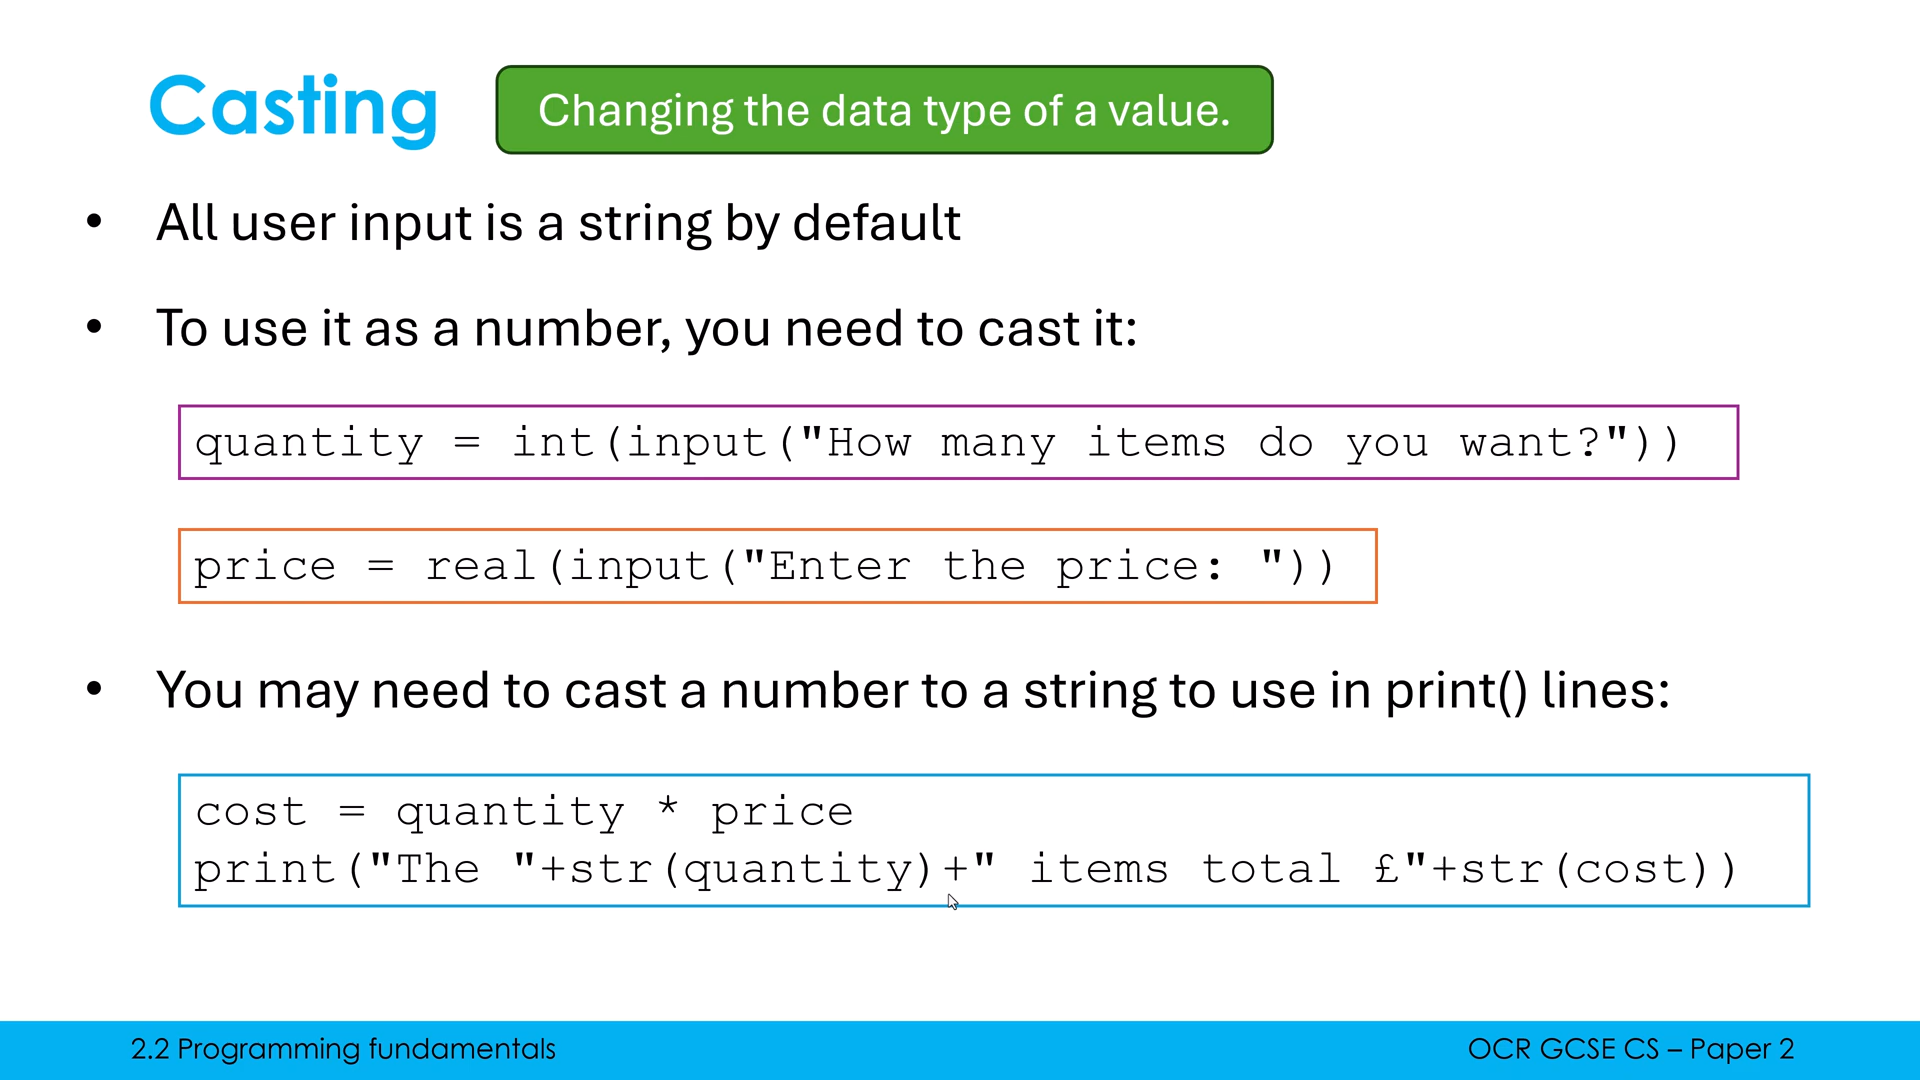 Casting
Changing the data type of a value.
• All user input is a string by default
• To use it as a number, you need to cast it:
quantity = int(input("How many items do you want?"))
price = real(input("Enter the price: "))
• You may need to cast a number to a string to use in print() lines:
cost = quantity * price
print("The "+str(quantity)+" items total £"+str(cost))
2.2 Programming fundamentals
OCR GCSE CS – Paper 2